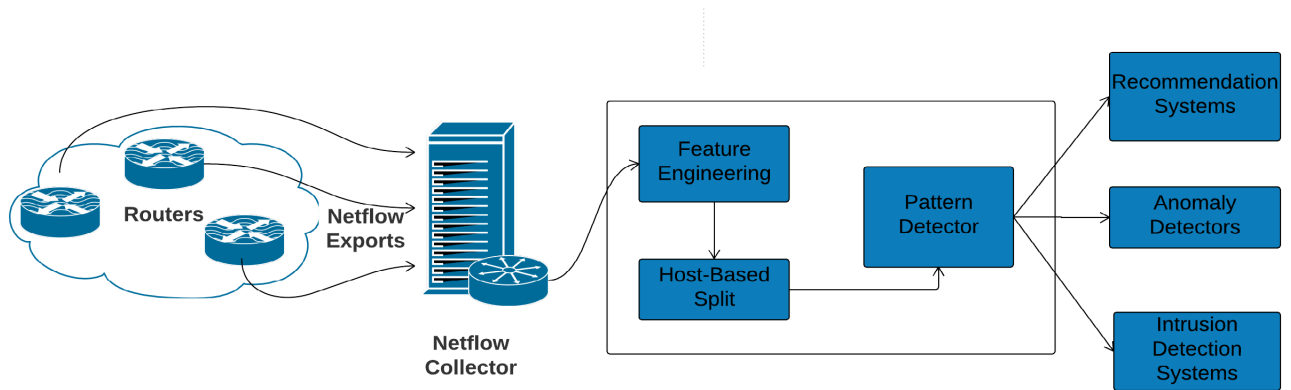 Routers
Netflow
Exports
Netflow
Collector
Feature
Engineering
Host-Based
Split
Pattern
Detector
Recommendation
Systems
Anomaly
Detectors
Intrusion
Detection
Systems